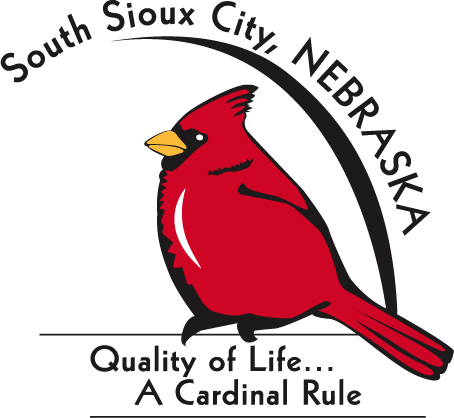 South Sioux City, NEBRASKA
Quality of Life...
A Cardinal Rule